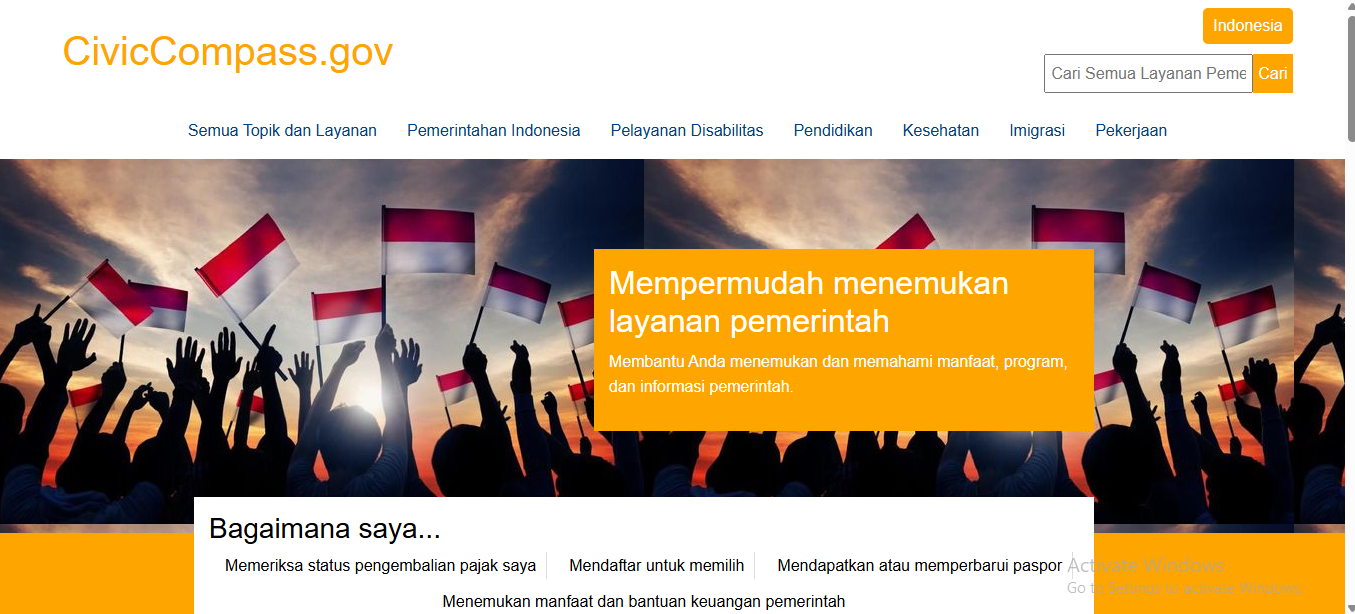 Indonesia
CivicCompass.gov
Cari Semua Layanan Peme
Cari
Semua Topik dan Layanan
Pemerintahan Indonesia
Pelayanan Disabilitas
Pendidikan
Kesehatan
Imigrasi
Pekerjaan
Mempermudah menemukan
layanan pemerintah
Membantu Anda menemukan dan memahami manfaat, program,
dan informasi pemerintah.
Bagaimana saya...
Memeriksa status pengembalian pajak saya
Mendaftar untuk memilih
Mendapatkan atau memperbarui paspor
Menemukan manfaat dan bantuan keuangan pemerintah
Activate Windows
Go to Settings to activate Windows.